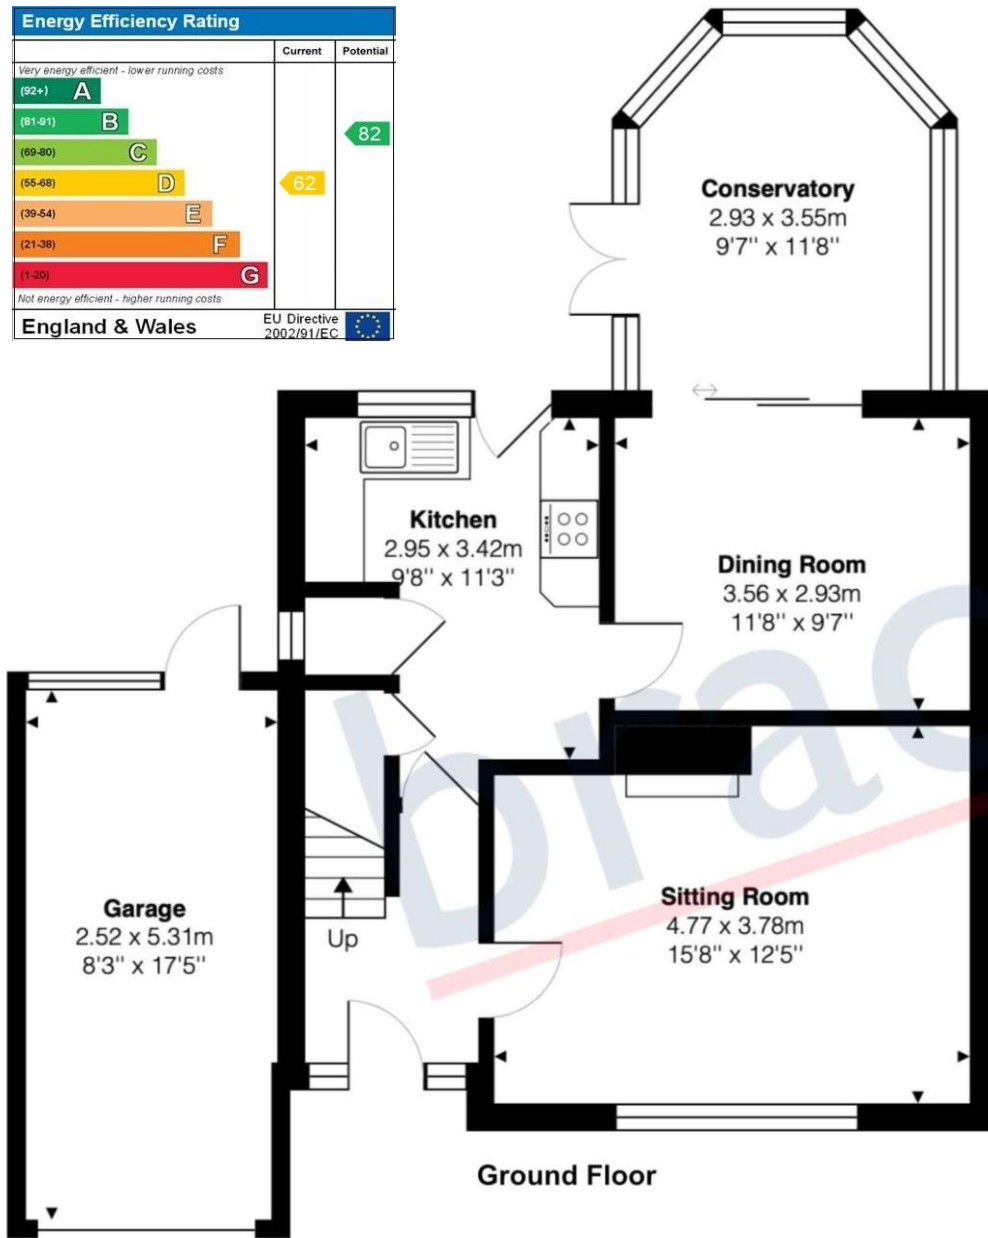 Energy Efficiency Rating
Current Potential
Very energy efficient - lower running costs
(92+) A
(81-91) B
82
(69-80) C
(55-68) D
62
(39-54) E
(21-38) F
(1-20) G
Not energy efficient - higher running costs
England & Wales
EU Directive
2002/91/EC
Conservatory
2.93 x 3.55m
9'7'' x 11'8''
Kitchen
2.95 x 3.42m
9'8'' x 11'3''
Dining Room
3.56 x 2.93m
11'8'' x 9'7''
Garage
2.52 x 5.31m
8'3'' x 17'5''
Up
Sitting Room
4.77 x 3.78m
15'8'' x 12'5''
Ground Floor